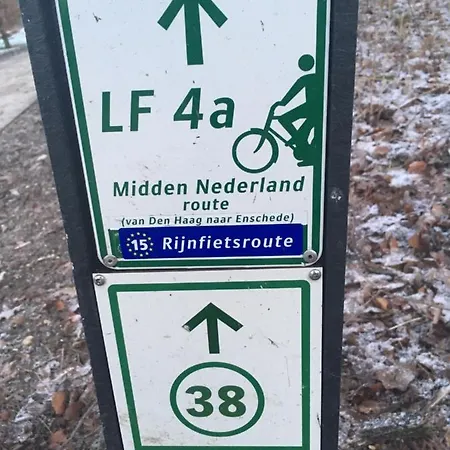 LF 4a
Midden Nederland
route
(van Den Haag naar Enschede)
15 Rijnfietsroute
38